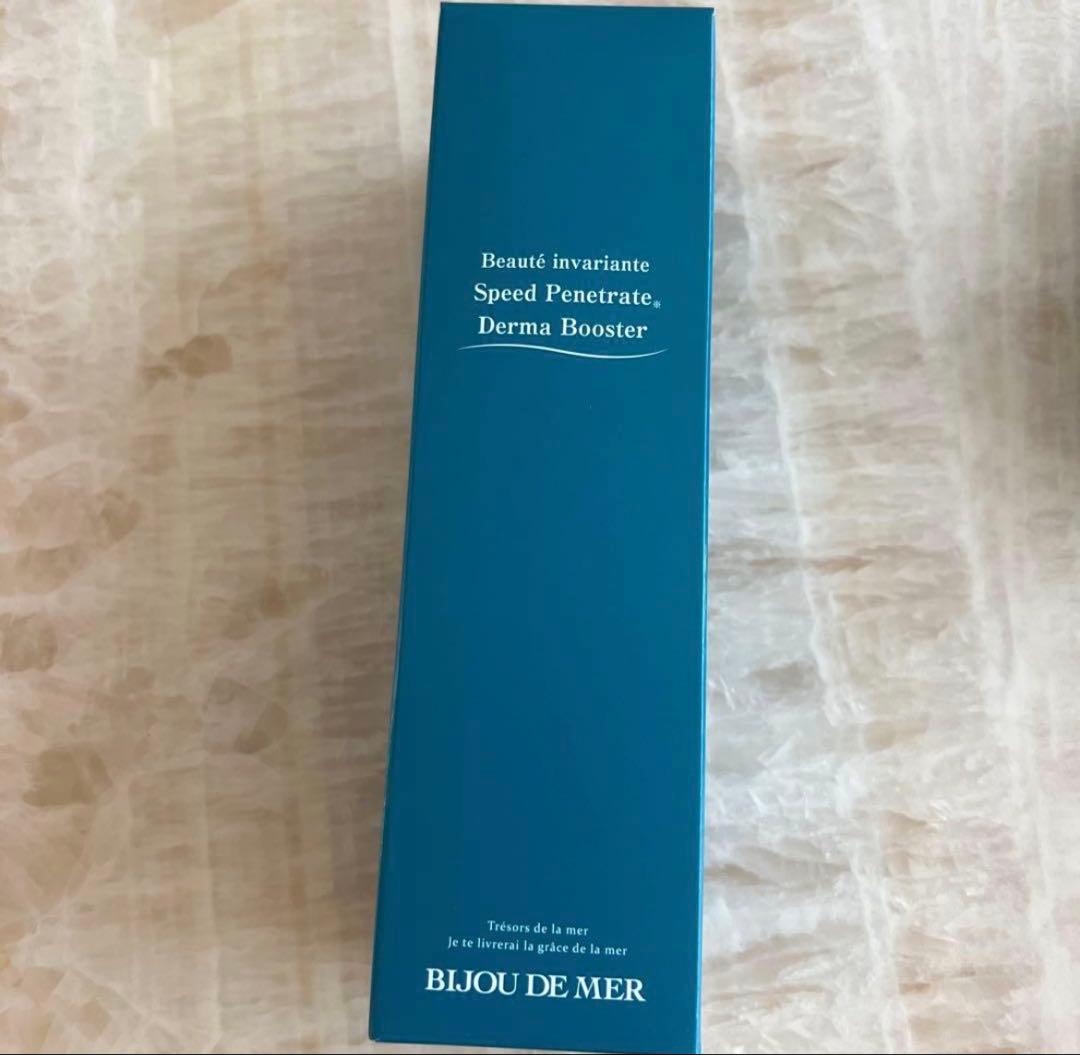 Beauté invariante
Speed Penetrate※
Derma Booster
Trésors de la mer
Je te livrerai la grâce de la mer
BIJOU DE MER